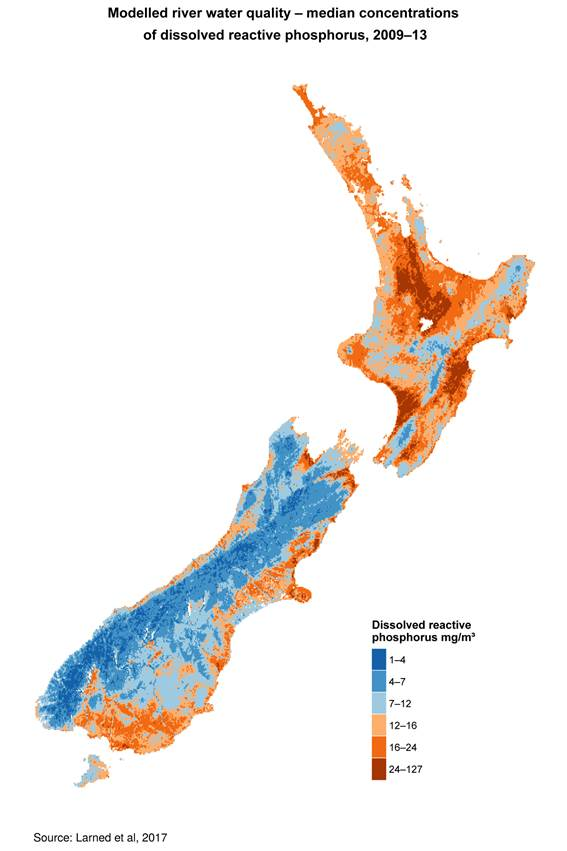 Modelled river water quality – median concentrations
of dissolved reactive phosphorus, 2009–13
Dissolved reactive
phosphorus mg/m³
1–4
4–7
7–12
12–16
16–24
24–127
Source: Larned et al, 2017